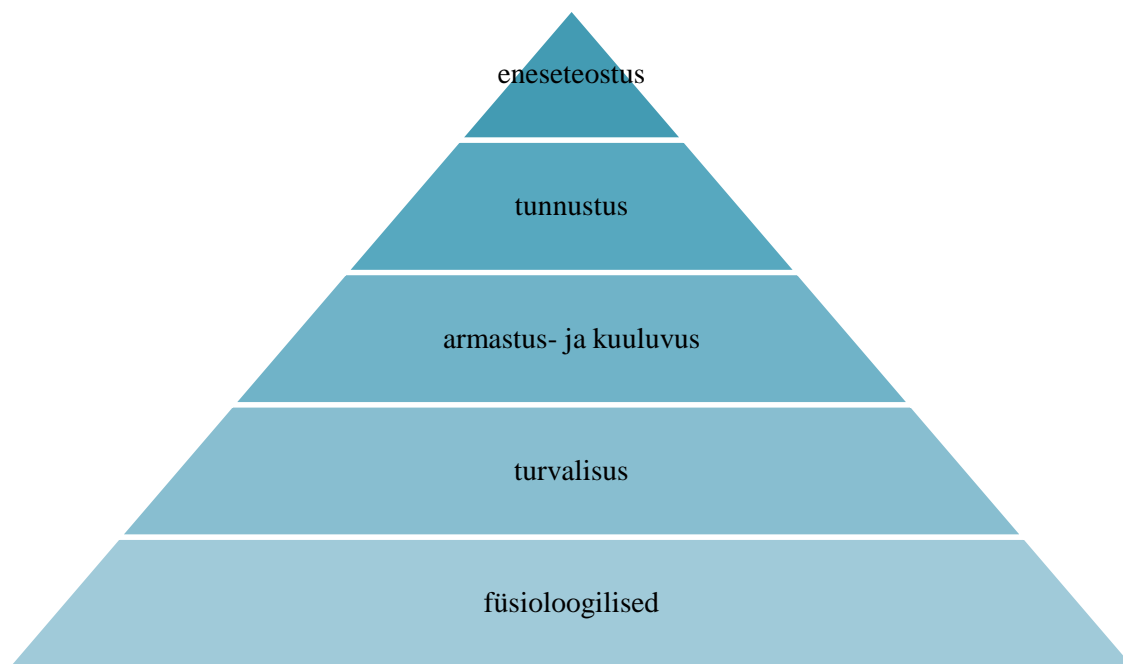 eneseteostus
tunnustus
armastus- ja kuuluvus
turvalisus
füsioloogilised